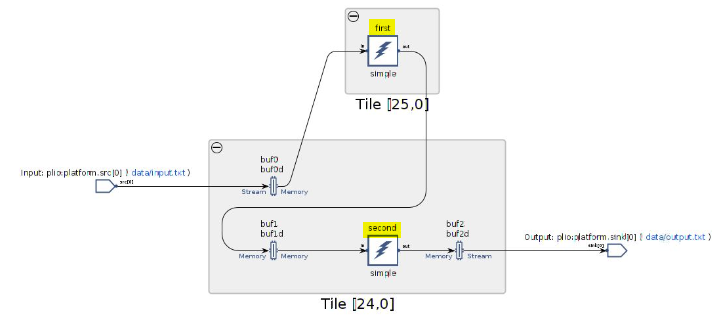 first
in
out
simple
Tile [25,0]
buf0
buf0d
Input: plio:platform.src[0] ( data/input.txt )
src[0]
Stream
Memory
buf1
buf1d
second
buf2
buf2d
Output: plio:platform.sink[0] ( data/output.txt )
Memory
Memory
in
out
Memory
Stream
sink[0]
simple
Tile [24,0]